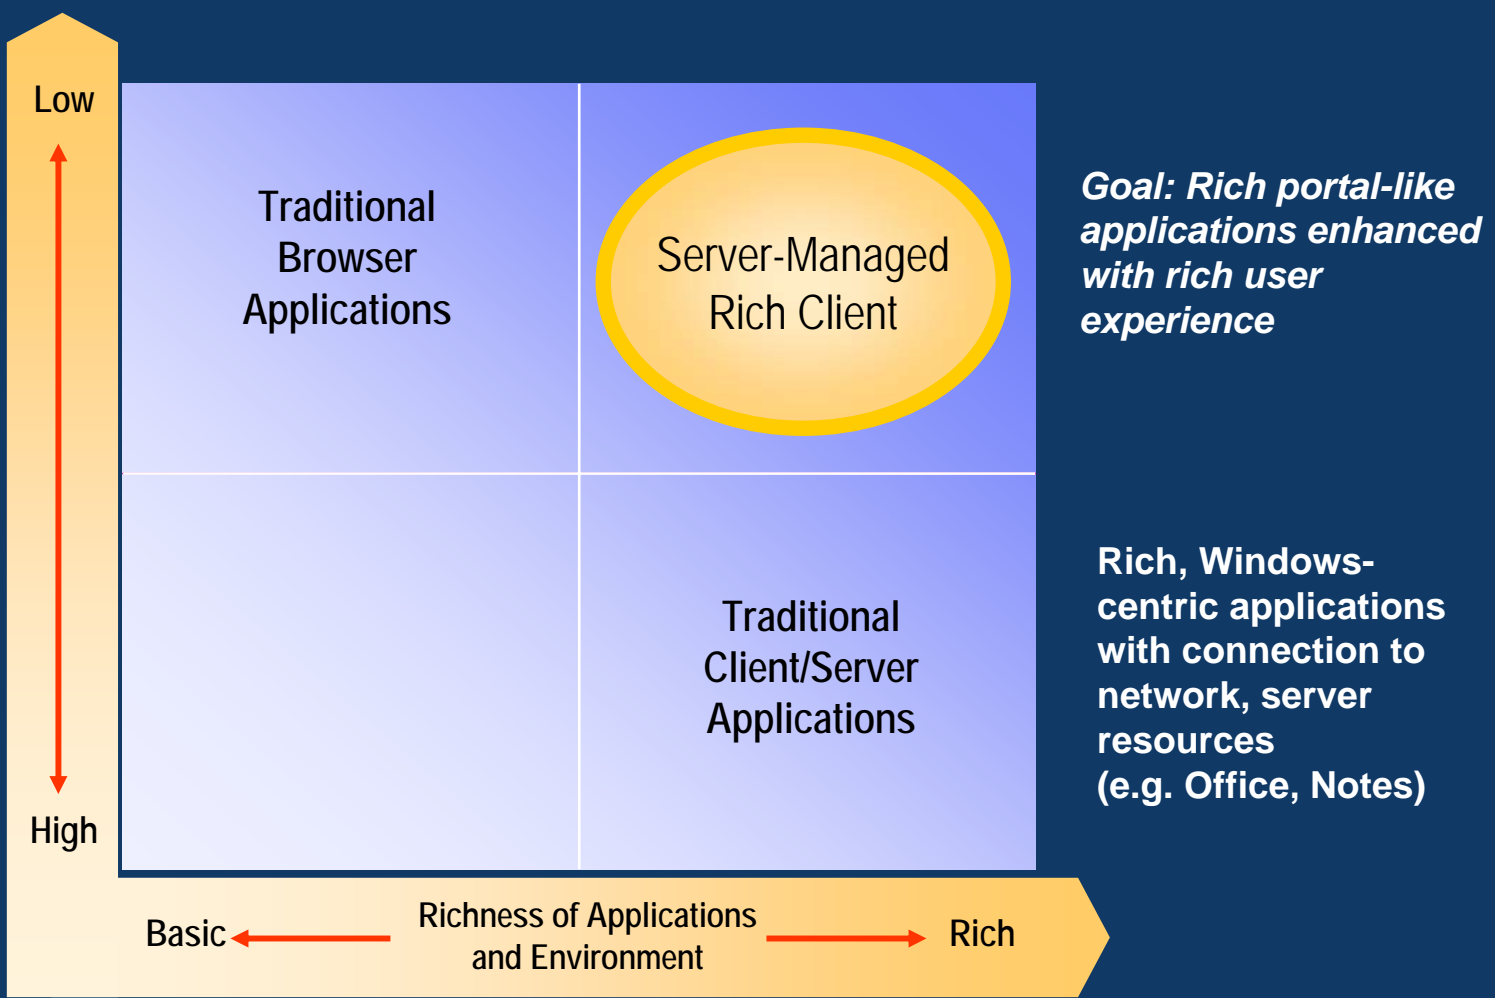 Low
Traditional
Browser
Applications
Server-Managed
Rich Client
Goal: Rich portal-like
applications enhanced
with rich user
experience
Traditional
Client/Server
Applications
Rich, Windows-
centric applications
with connection to
network, server
resources
(e.g. Office, Notes)
High
Basic
Richness of Applications
and Environment
Rich